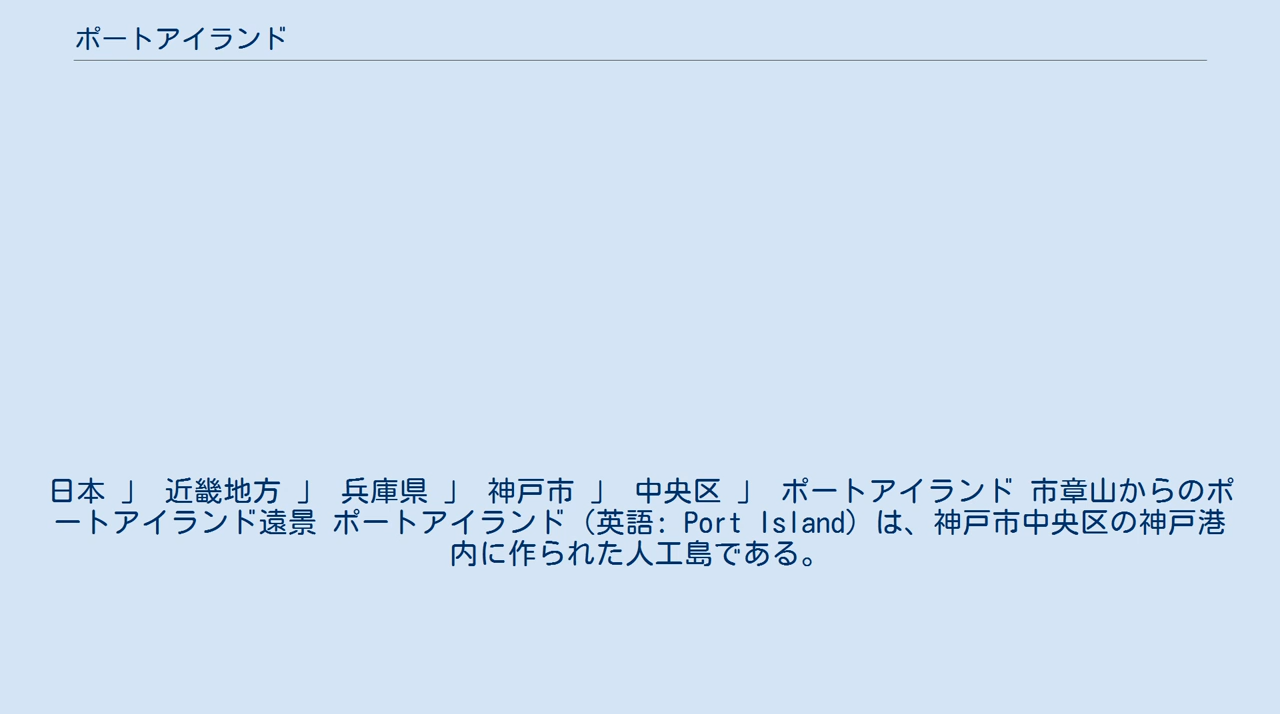 ポートアイランド
日本 」 近畿地方 」 兵庫県 」 神戸市 」 中央区 」 ポートアイランド 市章山からのポ
ートアイランド遠景 ポートアイランド（英語: Port Island）は、神戸市中央区の神戸港
内に作られた人工島である。